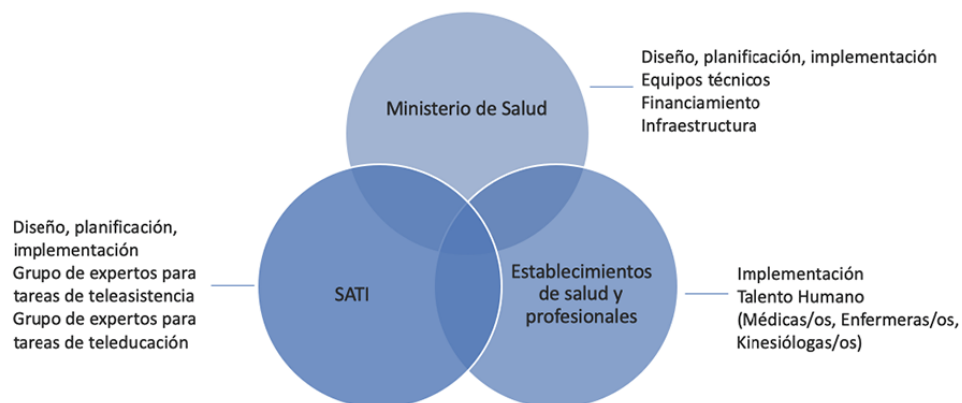 Ministerio de Salud
Diseño, planificación, implementación
Equipos técnicos
Financiamiento
Infraestructura
Diseño, planificación,
implementación
Grupo de expertos para
tareas de teleasistencia
Grupo de expertos para
tareas de teleducación
SATI
Establecimientos
de salud y
profesionales
Implementación
Talento Humano
(Médicas/os, Enfermeras/os,
Kinesiólogas/os)